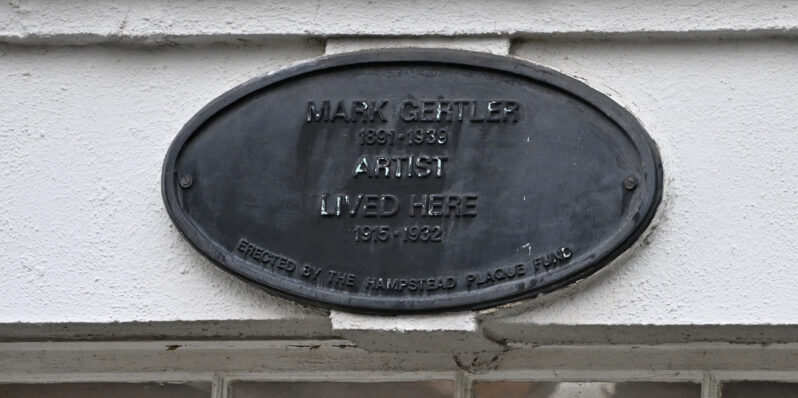 MARK GERTLER
1891-1939
ARTIST
LIVED HERE
1915-1932
ERECTED BY THE HAMPSTEAD PLAQUE FUND